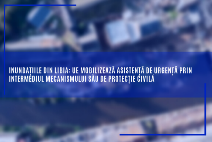 INUNDAȚIILE DIN LIBIA: UE MOBILIZEAZĂ ASISTENȚĂ DE URGENȚĂ PRIN
INTERMEDIUL MECANISMULUI SĂU DE PROTECȚIE CIVILĂ